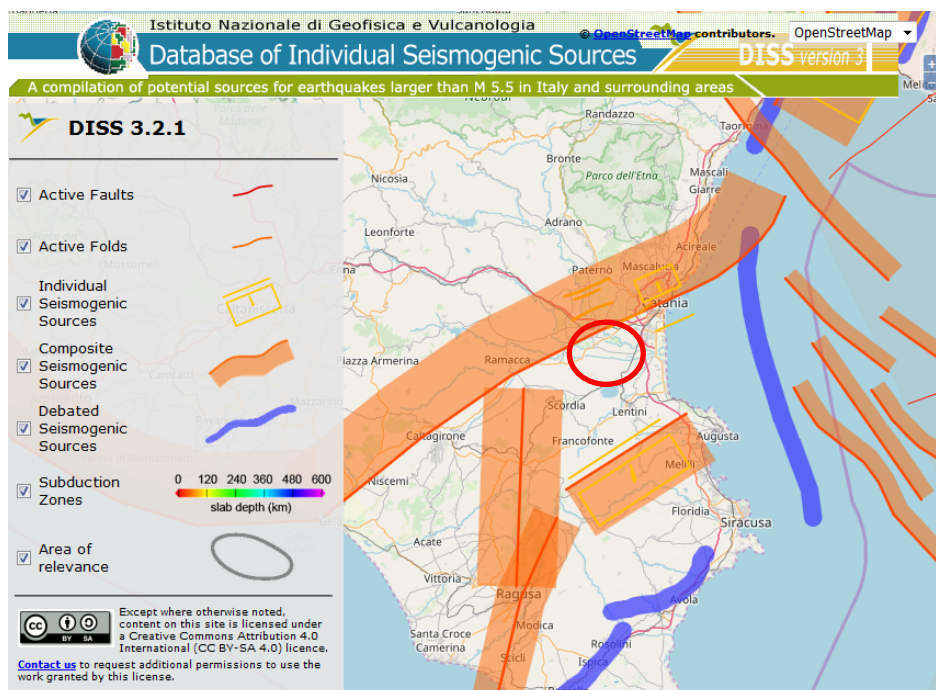 Istituto Nazionale di Geofisica e Vulcanologia
© OpenStreetMap contributors.
OpenStreetMap
Database of Individual Seismogenic Sources
DISS version 3
A compilation of potential sources for earthquakes larger than M 5.5 in Italy and surrounding areas
DISS 3.2.1
Active Faults
Active Folds
Individual
Seismogenic
Sources
Composite
Seismogenic
Sources
Debated
Seismogenic
Sources
Subduction
Zones
0 120 240 360 480 600
slab depth (km)
Area of
relevance
CC BY SA
Except where otherwise noted,
content on this site is licensed under
a Creative Commons Attribution 4.0
International (CC BY-SA 4.0) licence.
Contact us to request additional permissions to use the
work granted by this license.
Randazzo
Taormina
Bronte
Parco dell'Etna
Mascali
Giarre
Nicosia
Adrano
Leonforte
Acireale
Paternò
Mascalucia
Catania
Caltanissetta
Piazza Armerina
Ramacca
Scordia
Lentini
Caltagirone
Francofonte
Augusta
Melilli
Niscemi
Floridia
Siracusa
Acate
Vittoria
Ragusa
Avola
Modica
Santa Croce
Camerina
Rosolini
Scicli
Ispica